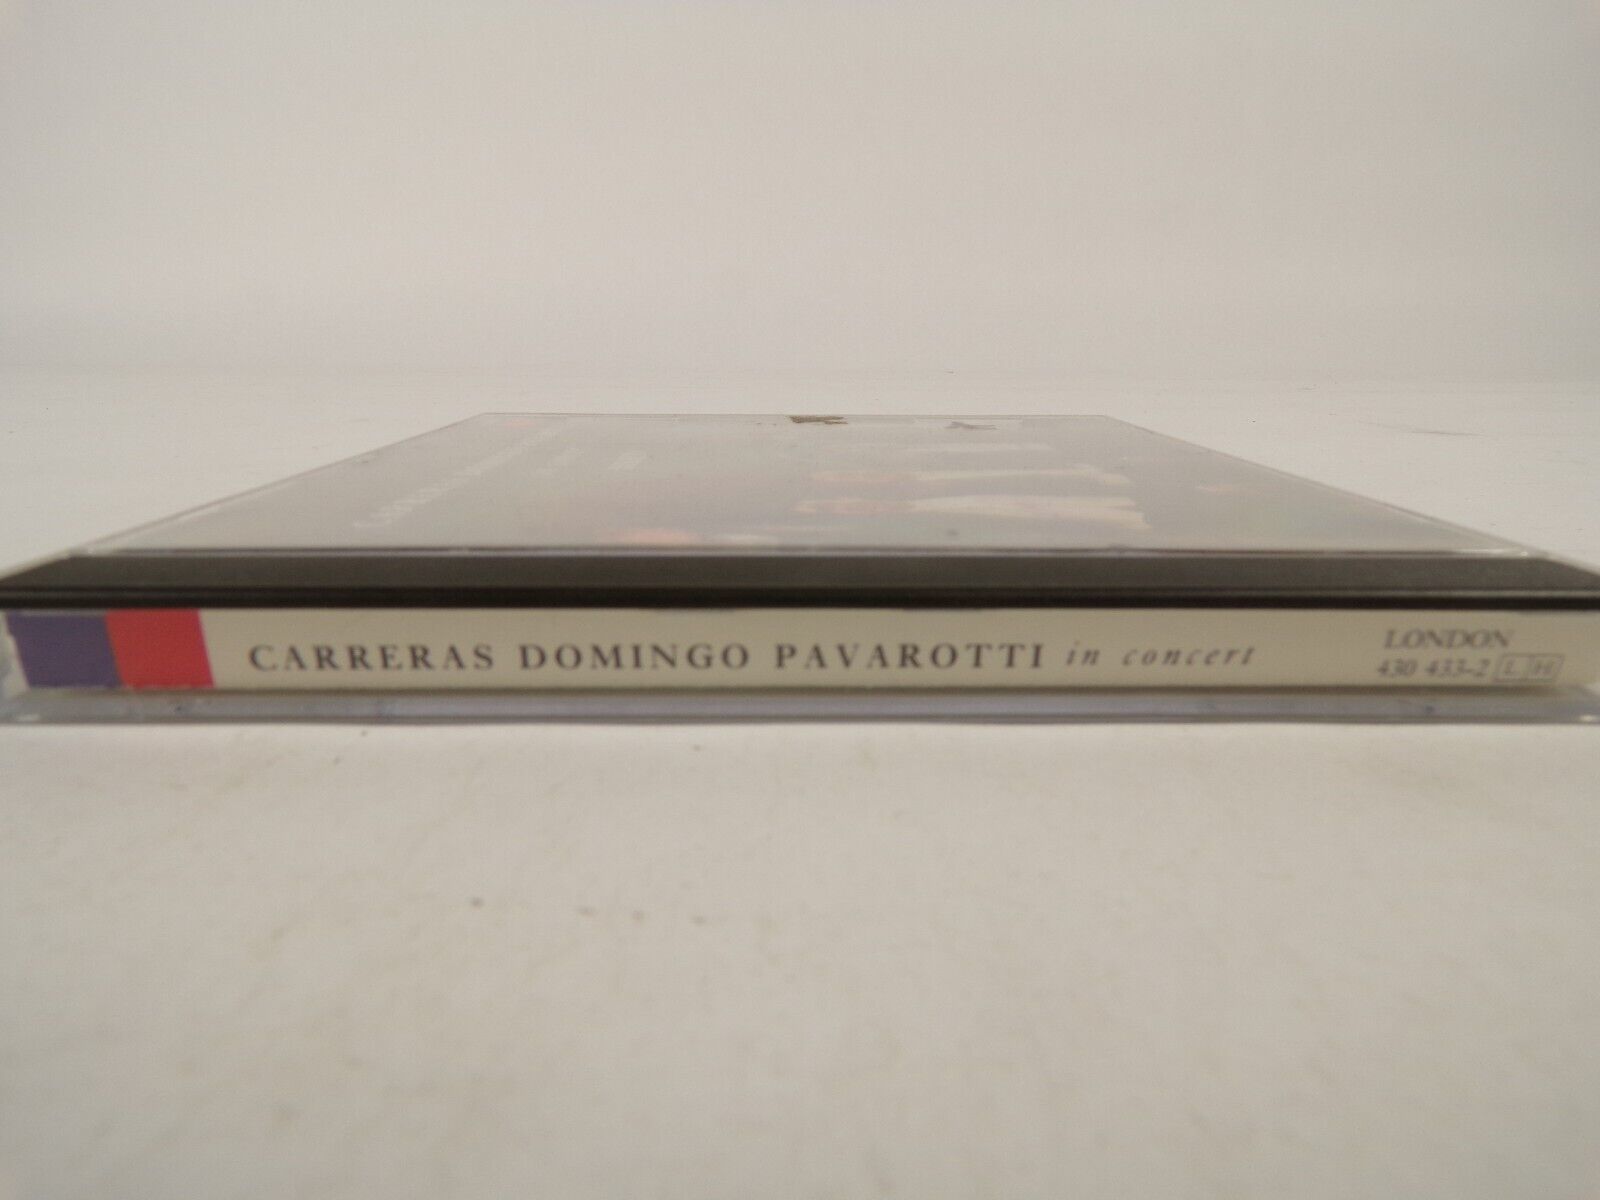 CARRERAS DOMINGO PAVAROTTI in concert
LONDON
430 433-2 LH